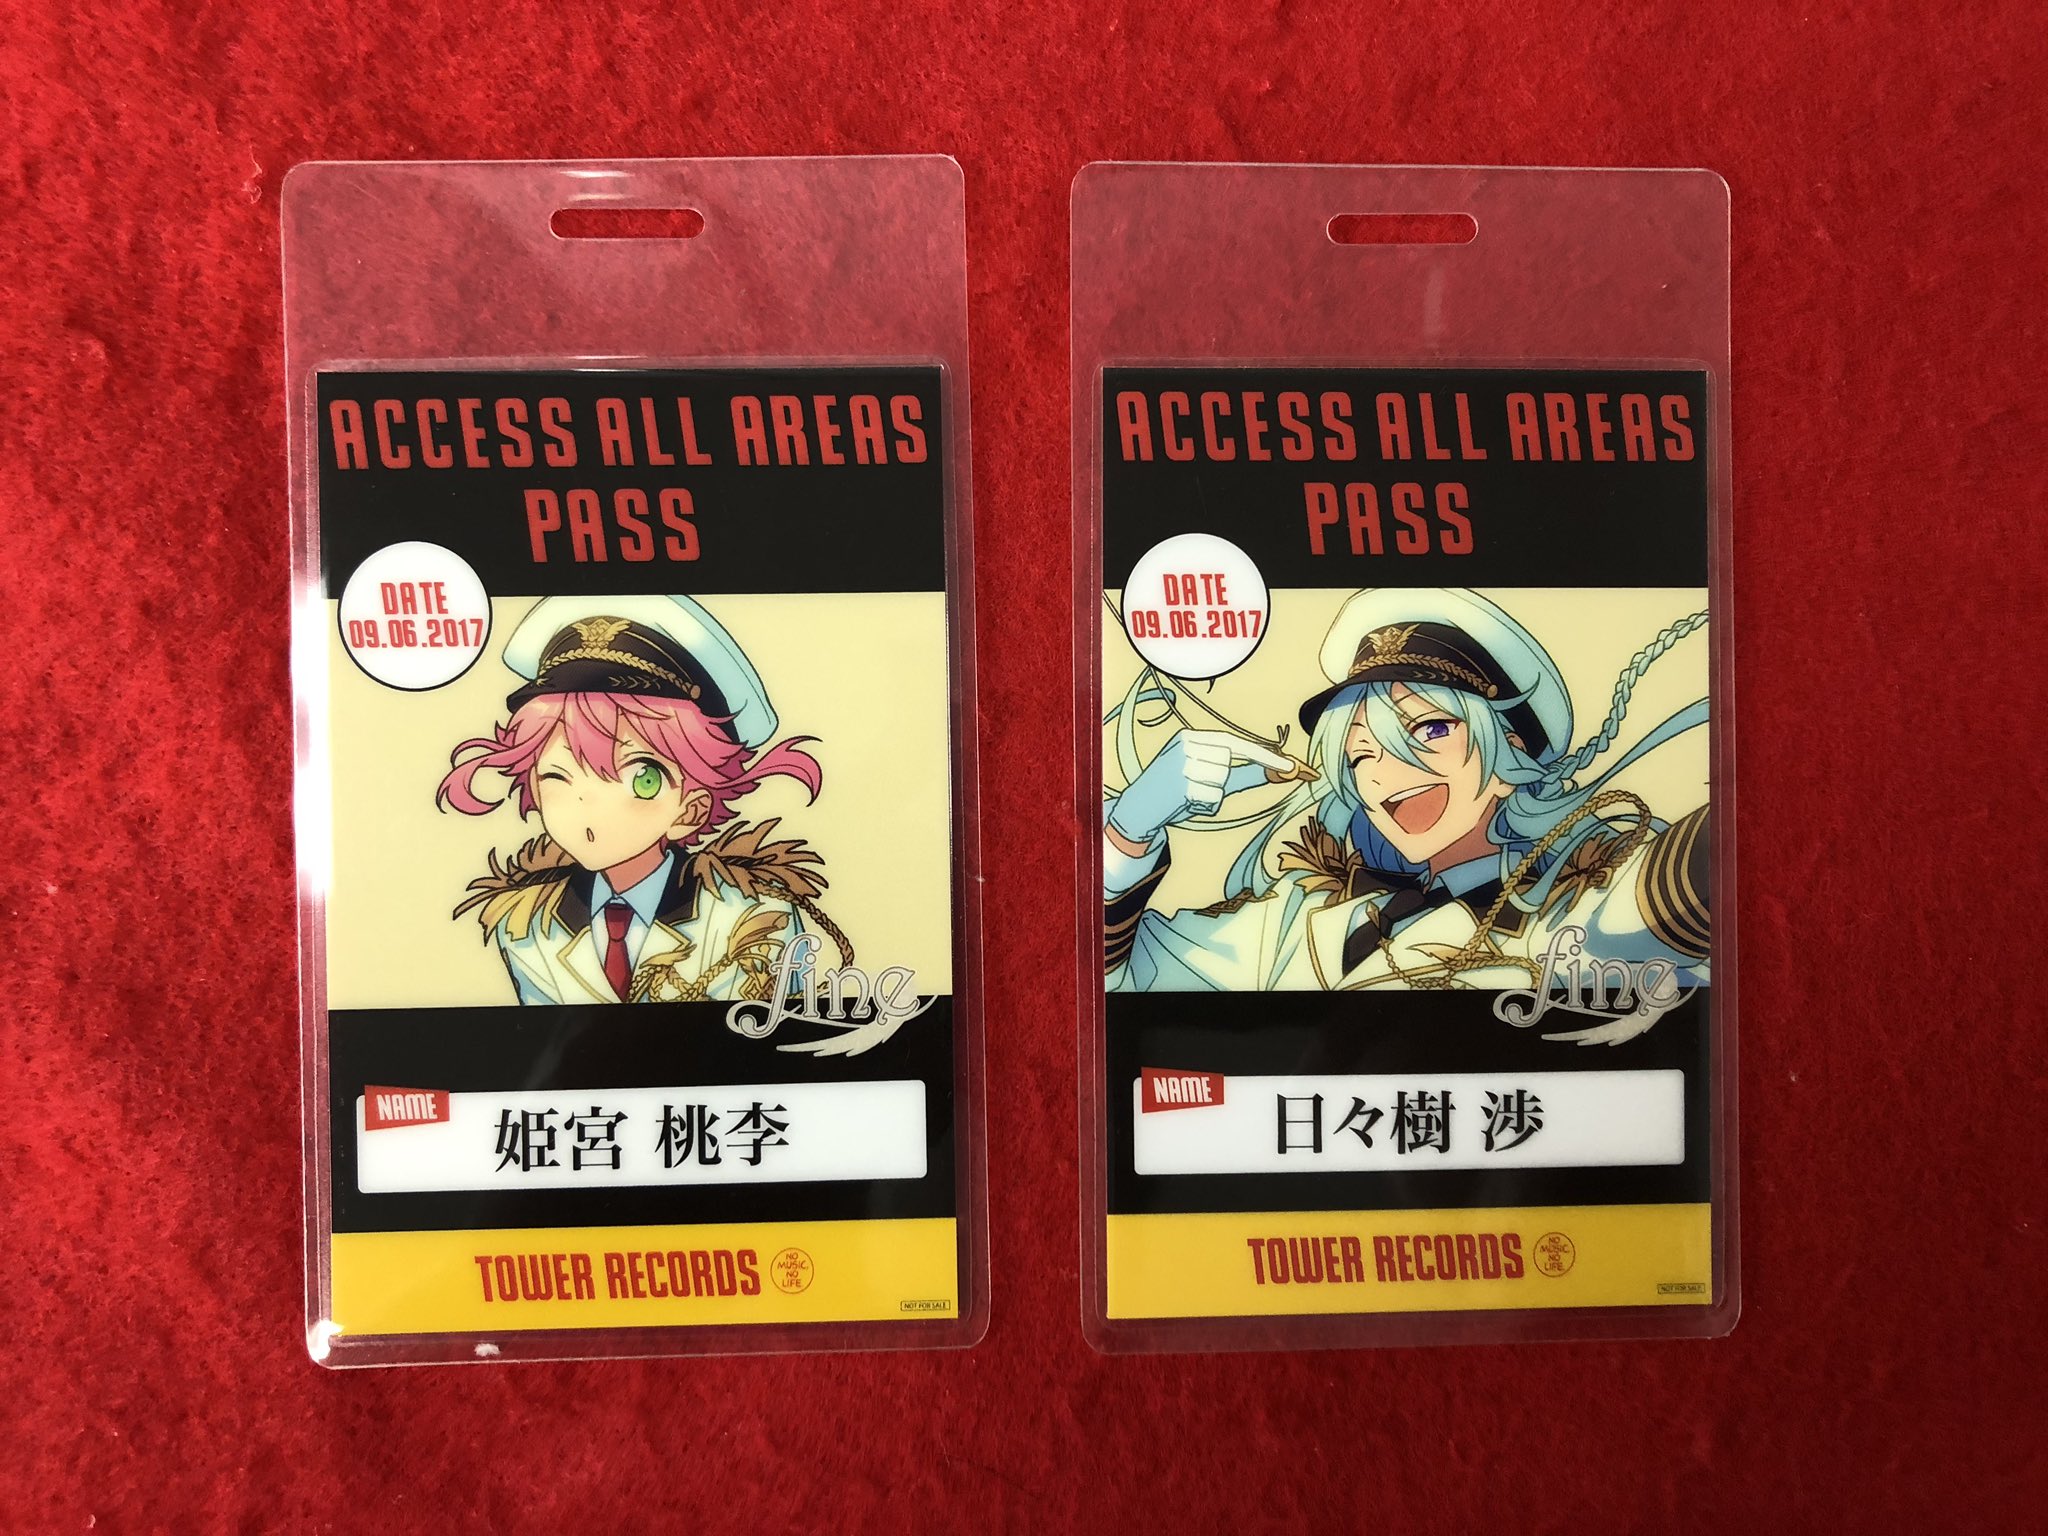 ACCESS ALL AREAS
PASS
DATE
09.06.2017
fine
NAME
姫宮 桃李
TOWER RECORDS
NO
MUSIC,
NO
LIFE.
NOT FOR SALE
ACCESS ALL AREAS
PASS
DATE
09.06.2017
fine
NAME
日々樹 渉
TOWER RECORDS
NO
MUSIC,
NO
LIFE.
NOT FOR SALE